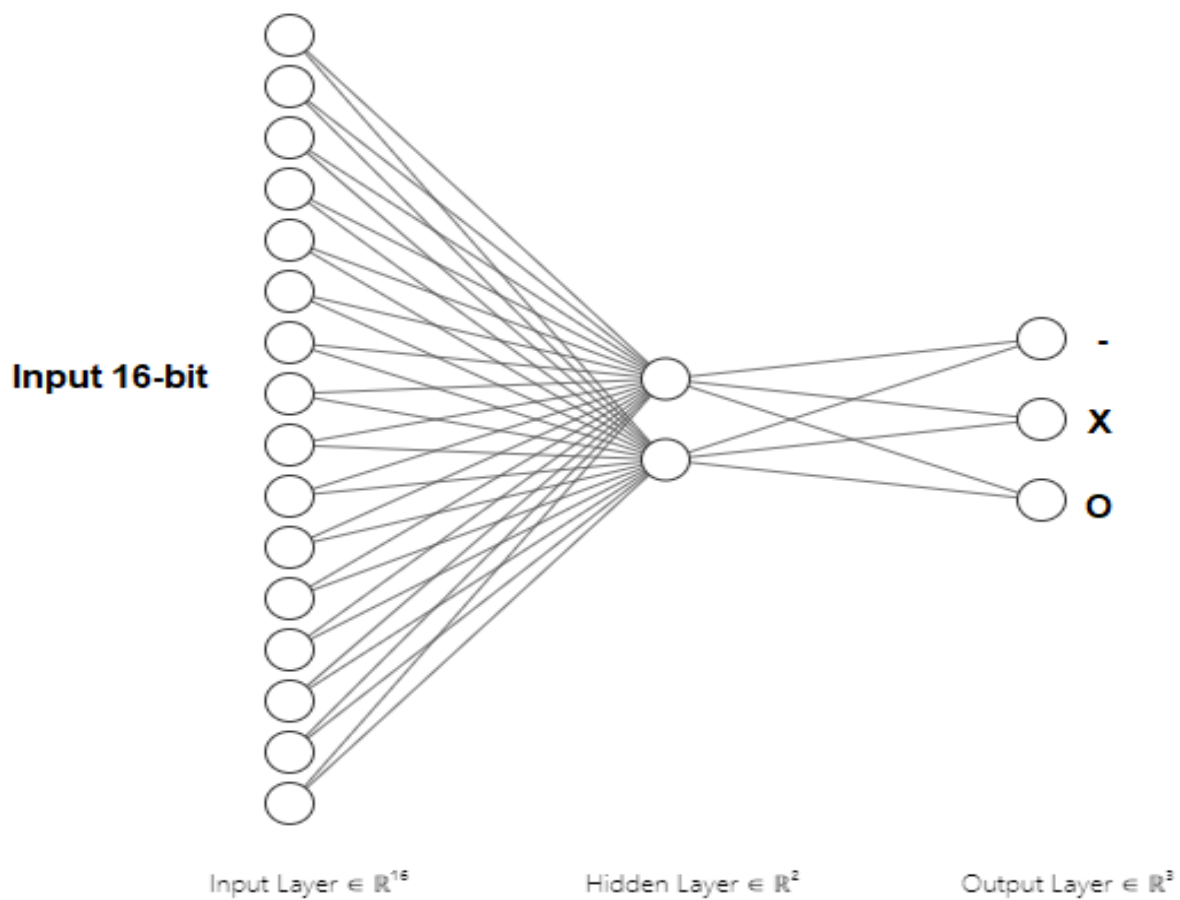 -
X
Input 16-bit
O
Input Layer ∈ ℝ¹⁶
Hidden Layer ∈ ℝ²
Output Layer ∈ ℝ³